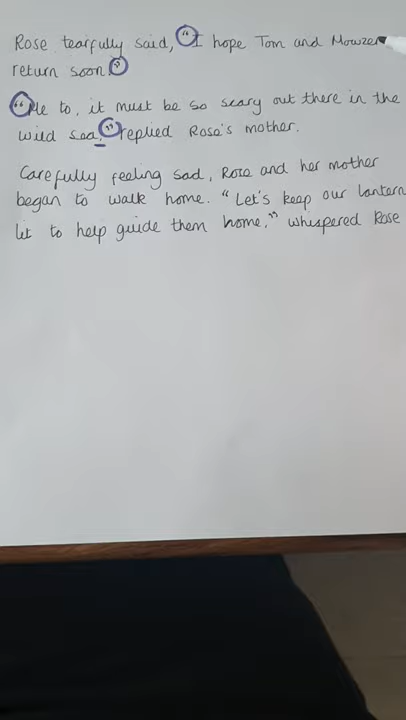 Rose tearfully said, "I hope Tom and Mowzer
return soon"
"Me to, it must be so scary out there in the
wild sea." replied Rose's mother.
Carefully feeling sad, Rose and her mother
began to walk home. "Let's keep our lantern
lit to help guide them home," whispered Rose